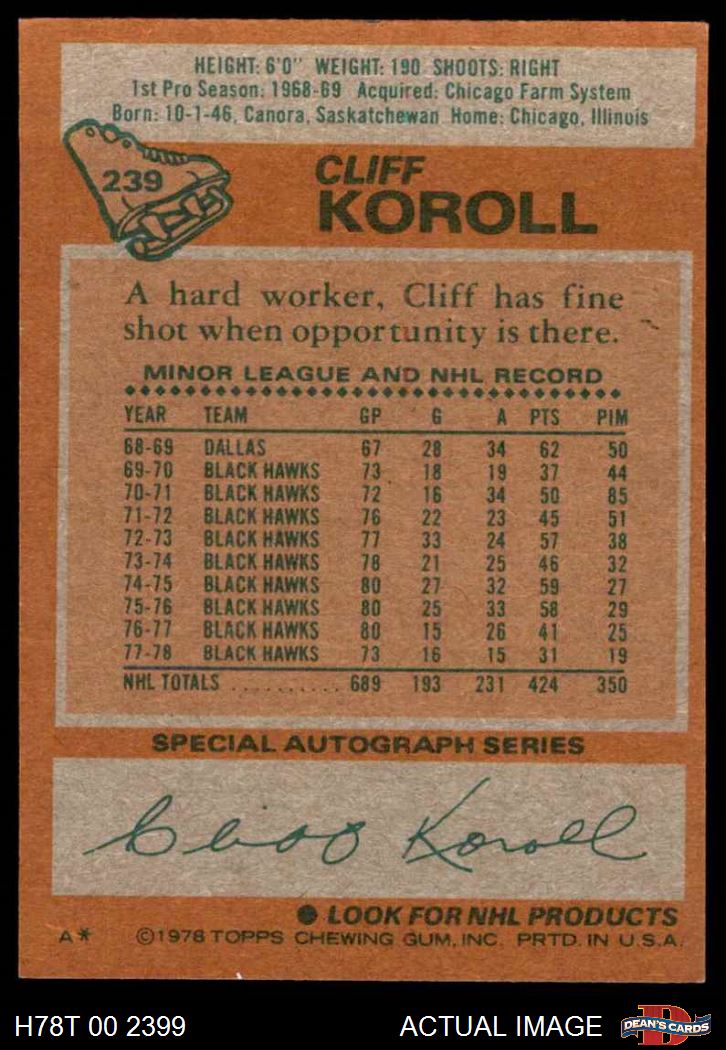 HEIGHT: 6'0" WEIGHT: 190 SHOOTS: RIGHT
1st Pro Season: 1968-69 Acquired: Chicago Farm System
Born: 10-1-46, Canora, Saskatchewan Home: Chicago, Illinois
239
CLIFF
KOROLL
A hard worker, Cliff has fine
shot when opportunity is there.
MINOR LEAGUE AND NHL RECORD
YEAR TEAM GP G A PTS PIM
68-69 DALLAS 67 28 34 62 50
69-70 BLACK HAWKS 73 18 19 37 44
70-71 BLACK HAWKS 72 16 34 50 85
71-72 BLACK HAWKS 76 22 23 45 51
72-73 BLACK HAWKS 77 33 24 57 38
73-74 BLACK HAWKS 78 21 25 46 32
74-75 BLACK HAWKS 80 27 32 59 27
75-76 BLACK HAWKS 80 25 33 58 29
76-77 BLACK HAWKS 80 15 26 41 25
77-78 BLACK HAWKS 73 16 15 31 19
NHL TOTALS .......... 689 193 231 424 350
SPECIAL AUTOGRAPH SERIES
Cliff Koroll
● LOOK FOR NHL PRODUCTS
A* ©1978 TOPPS CHEWING GUM, INC. PRTD. IN U.S.A.
H78T 00 2399 ACTUAL IMAGE D DEAN'S CARDS